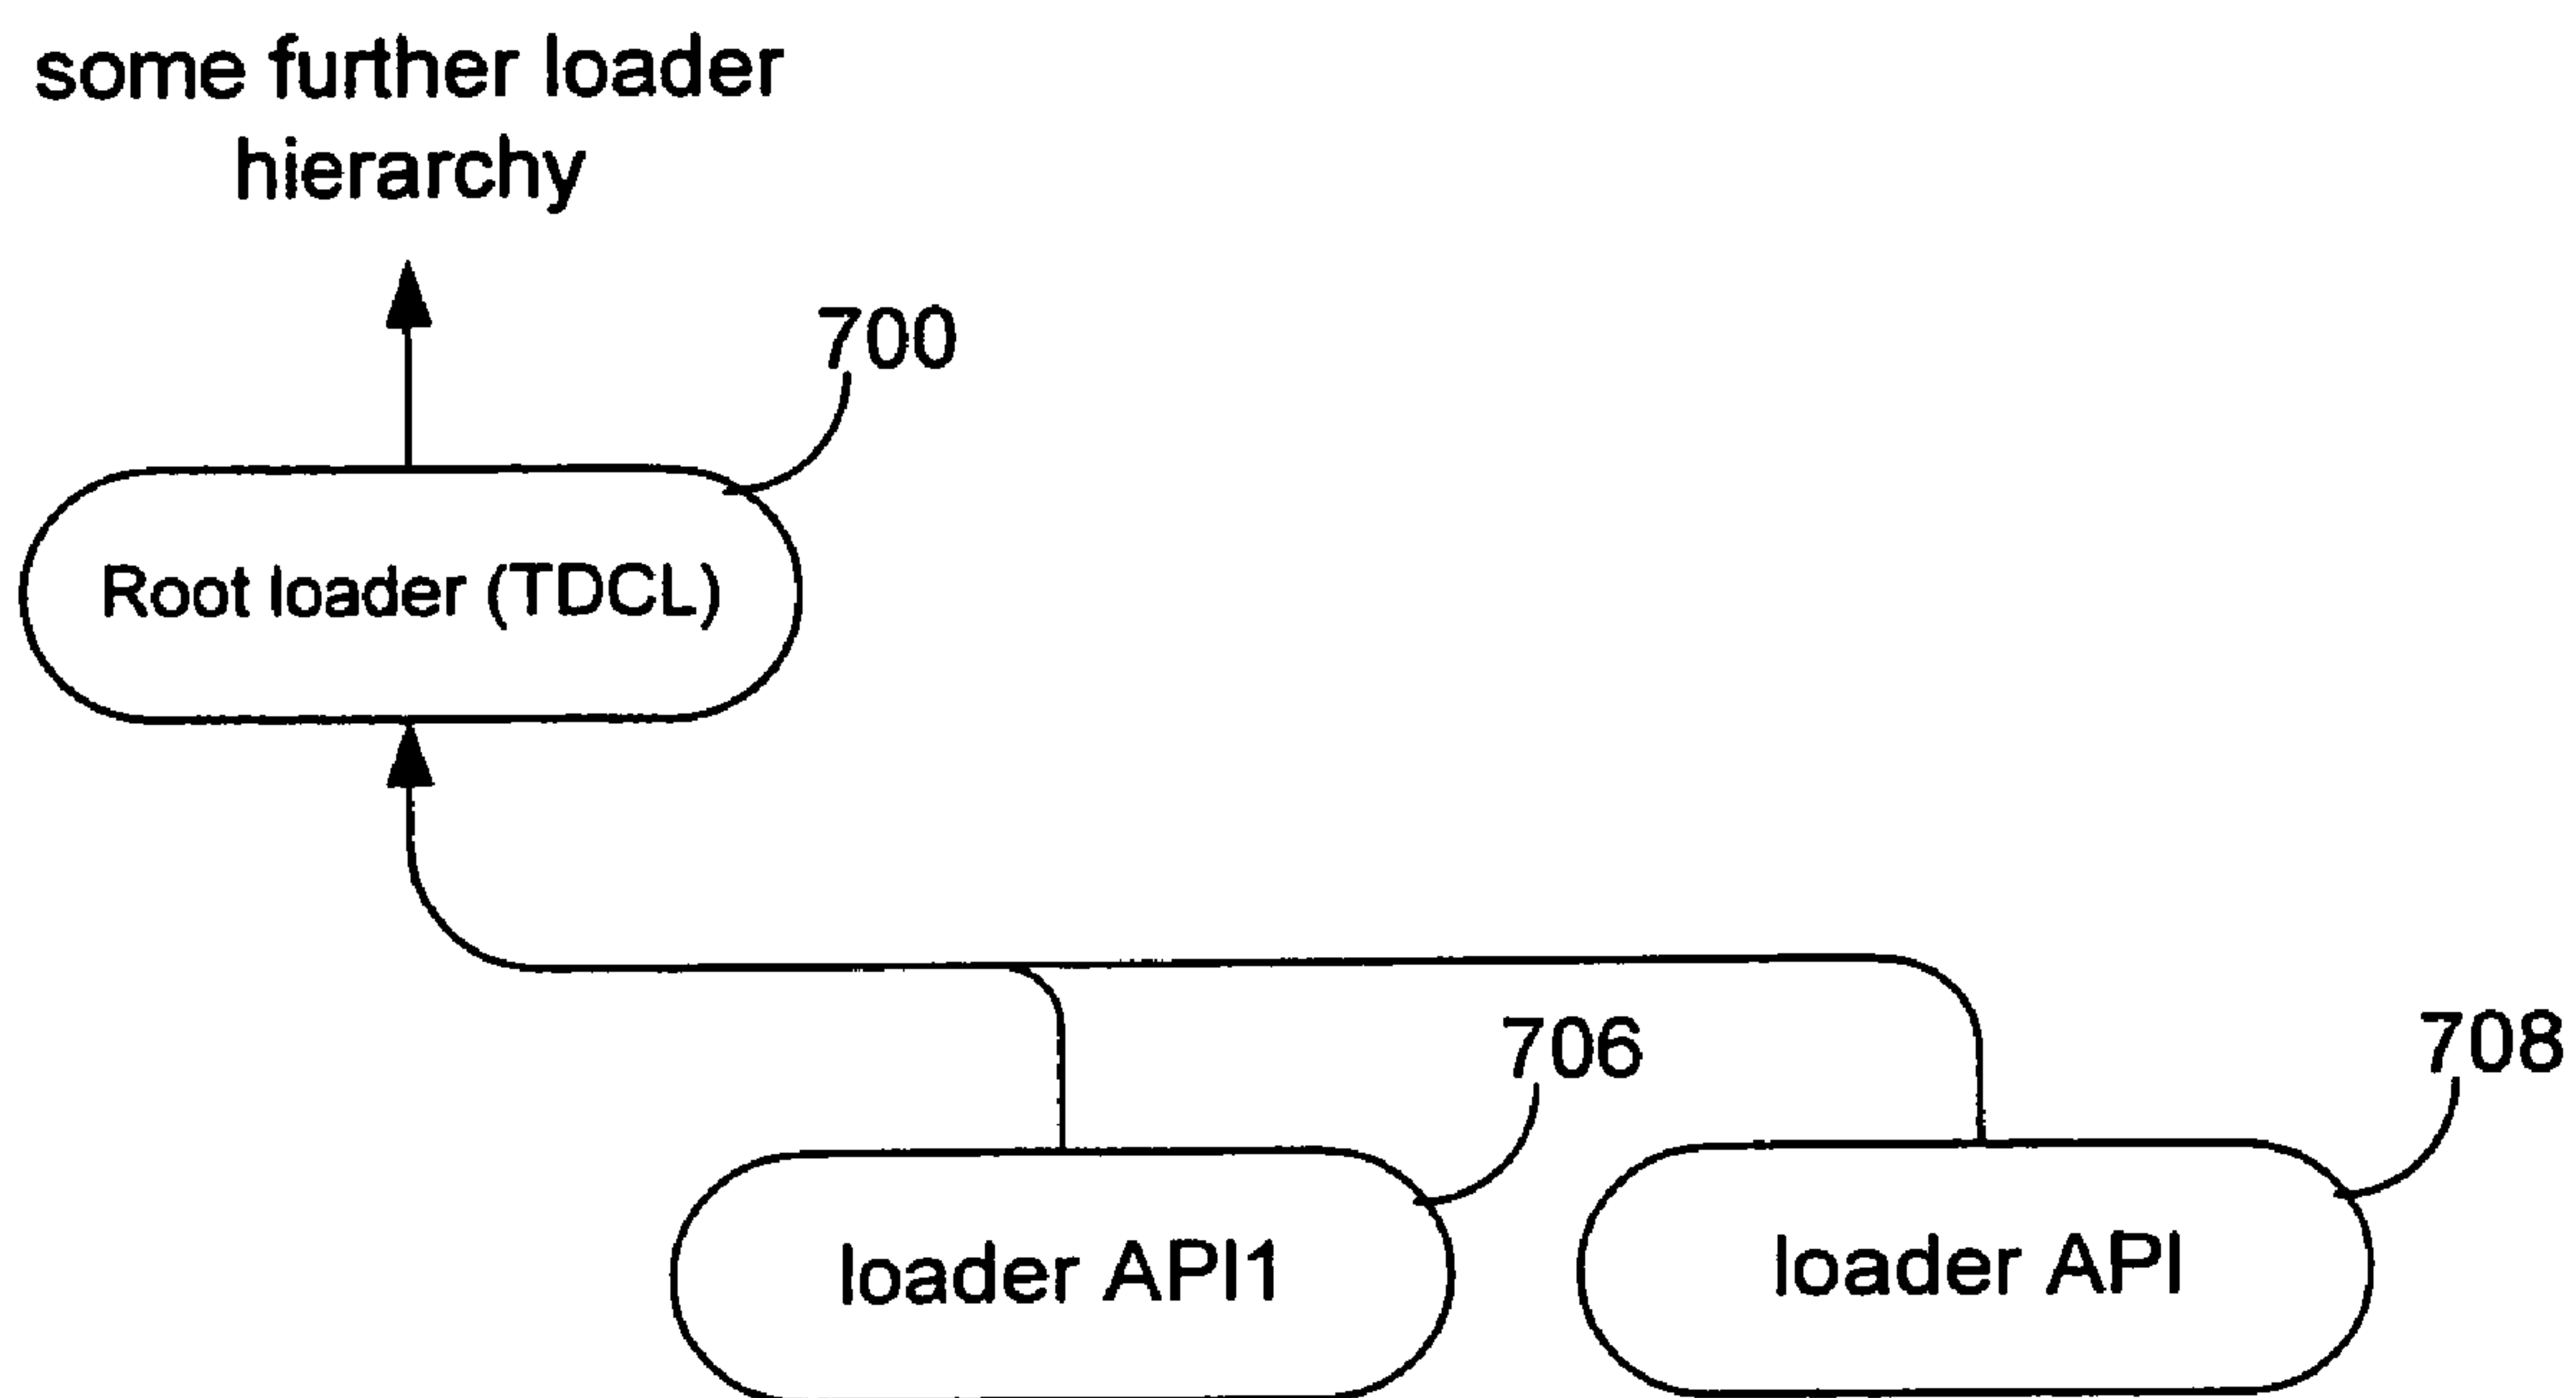 some further loader
hierarchy
700
Root loader (TDCL)
706
708
loader API1
loader API